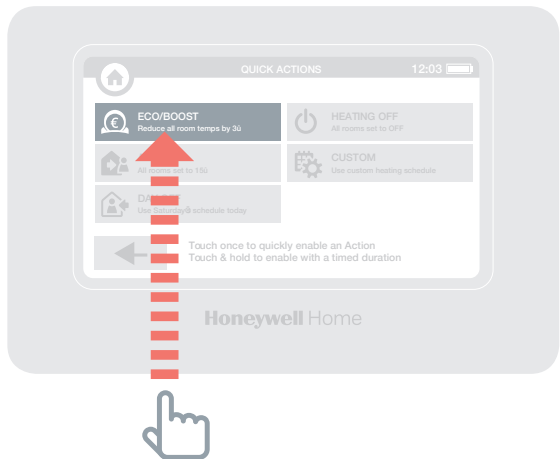 QUICK ACTIONS 12:03
ECO/BOOST
Reduce all room temps by 3û
HEATING OFF
All rooms set to OFF
All rooms set to 15û
CUSTOM
Use custom heating schedule
Use Saturday schedule today
Touch once to quickly enable an Action
Touch & hold to enable with a timed duration
Honeywell Home